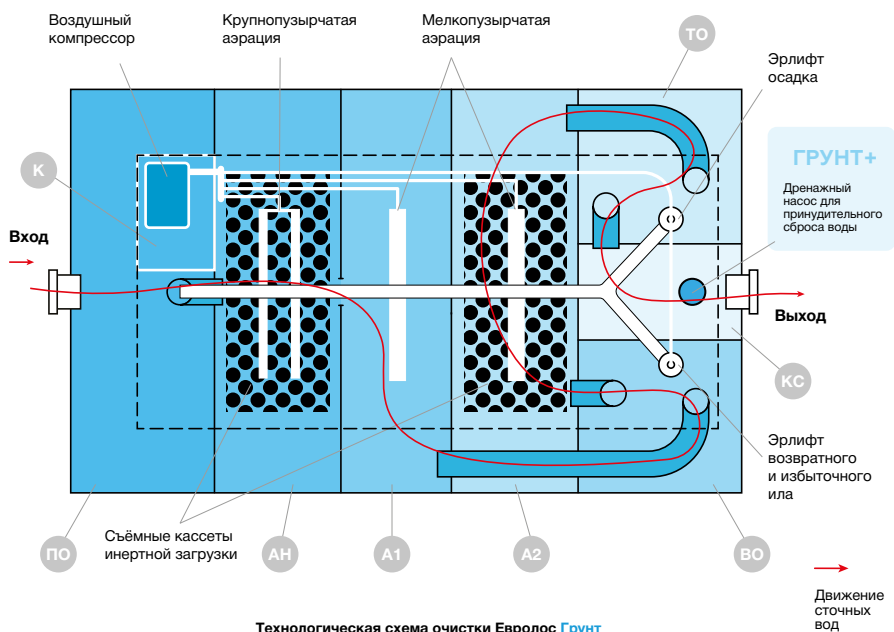 Воздушный
компрессор
Крупнопузырчатая
аэрация
Мелкопузырчатая
аэрация
ТО
Эрлифт
осадка
ГРУНТ+
Дренажный
насос для
принудительного
сброса воды
К
Вход
Выход
КС
Эрлифт
возвратного
и избыточного
ила
ПО
Съёмные кассеты
инертной загрузки
АН
А1
А2
ВО
Движение
сточных
вод
Технологическая схема очистки Евролос Грунт